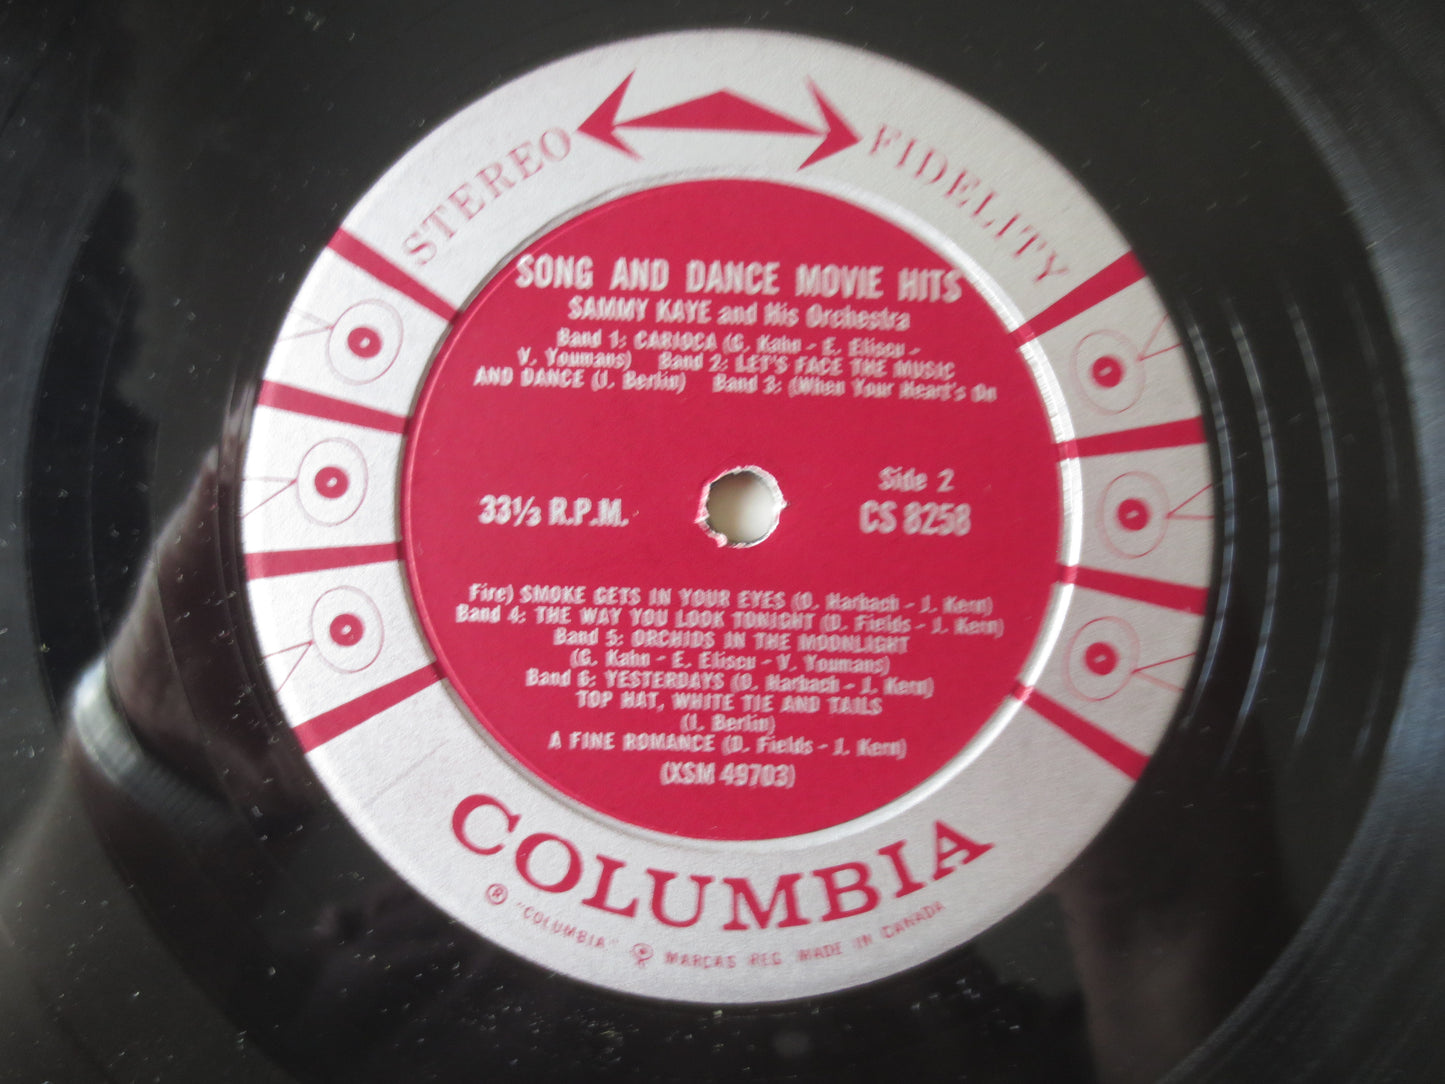 STEREO FIDELITY
SONG AND DANCE MOVIE HITS
SAMMY KAYE and His Orchestra
Band 1: CARIOCA (G. Kahn - E. Eliscu -
V. Youmans) Band 2: LET'S FACE THE MUSIC
AND DANCE (I. Berlin) Band 3: (When Your Heart's On
Side 2
33⅓ R.P.M.
CS 8258
Fire) SMOKE GETS IN YOUR EYES (O. Harbach - J. Kern)
Band 4: THE WAY YOU LOOK TONIGHT (D. Fields - J. Kern)
Band 5: ORCHIDS IN THE MOONLIGHT
(G. Kahn - E. Eliscu - V. Youmans)
Band 6: YESTERDAYS (O. Harbach - J. Kern)
TOP HAT, WHITE TIE AND TAILS
(I. Berlin)
A FINE ROMANCE (D. Fields - J. Kern)
(XSM 49703)
COLUMBIA
® "COLUMBIA" MARCAS REG MADE IN CANADA